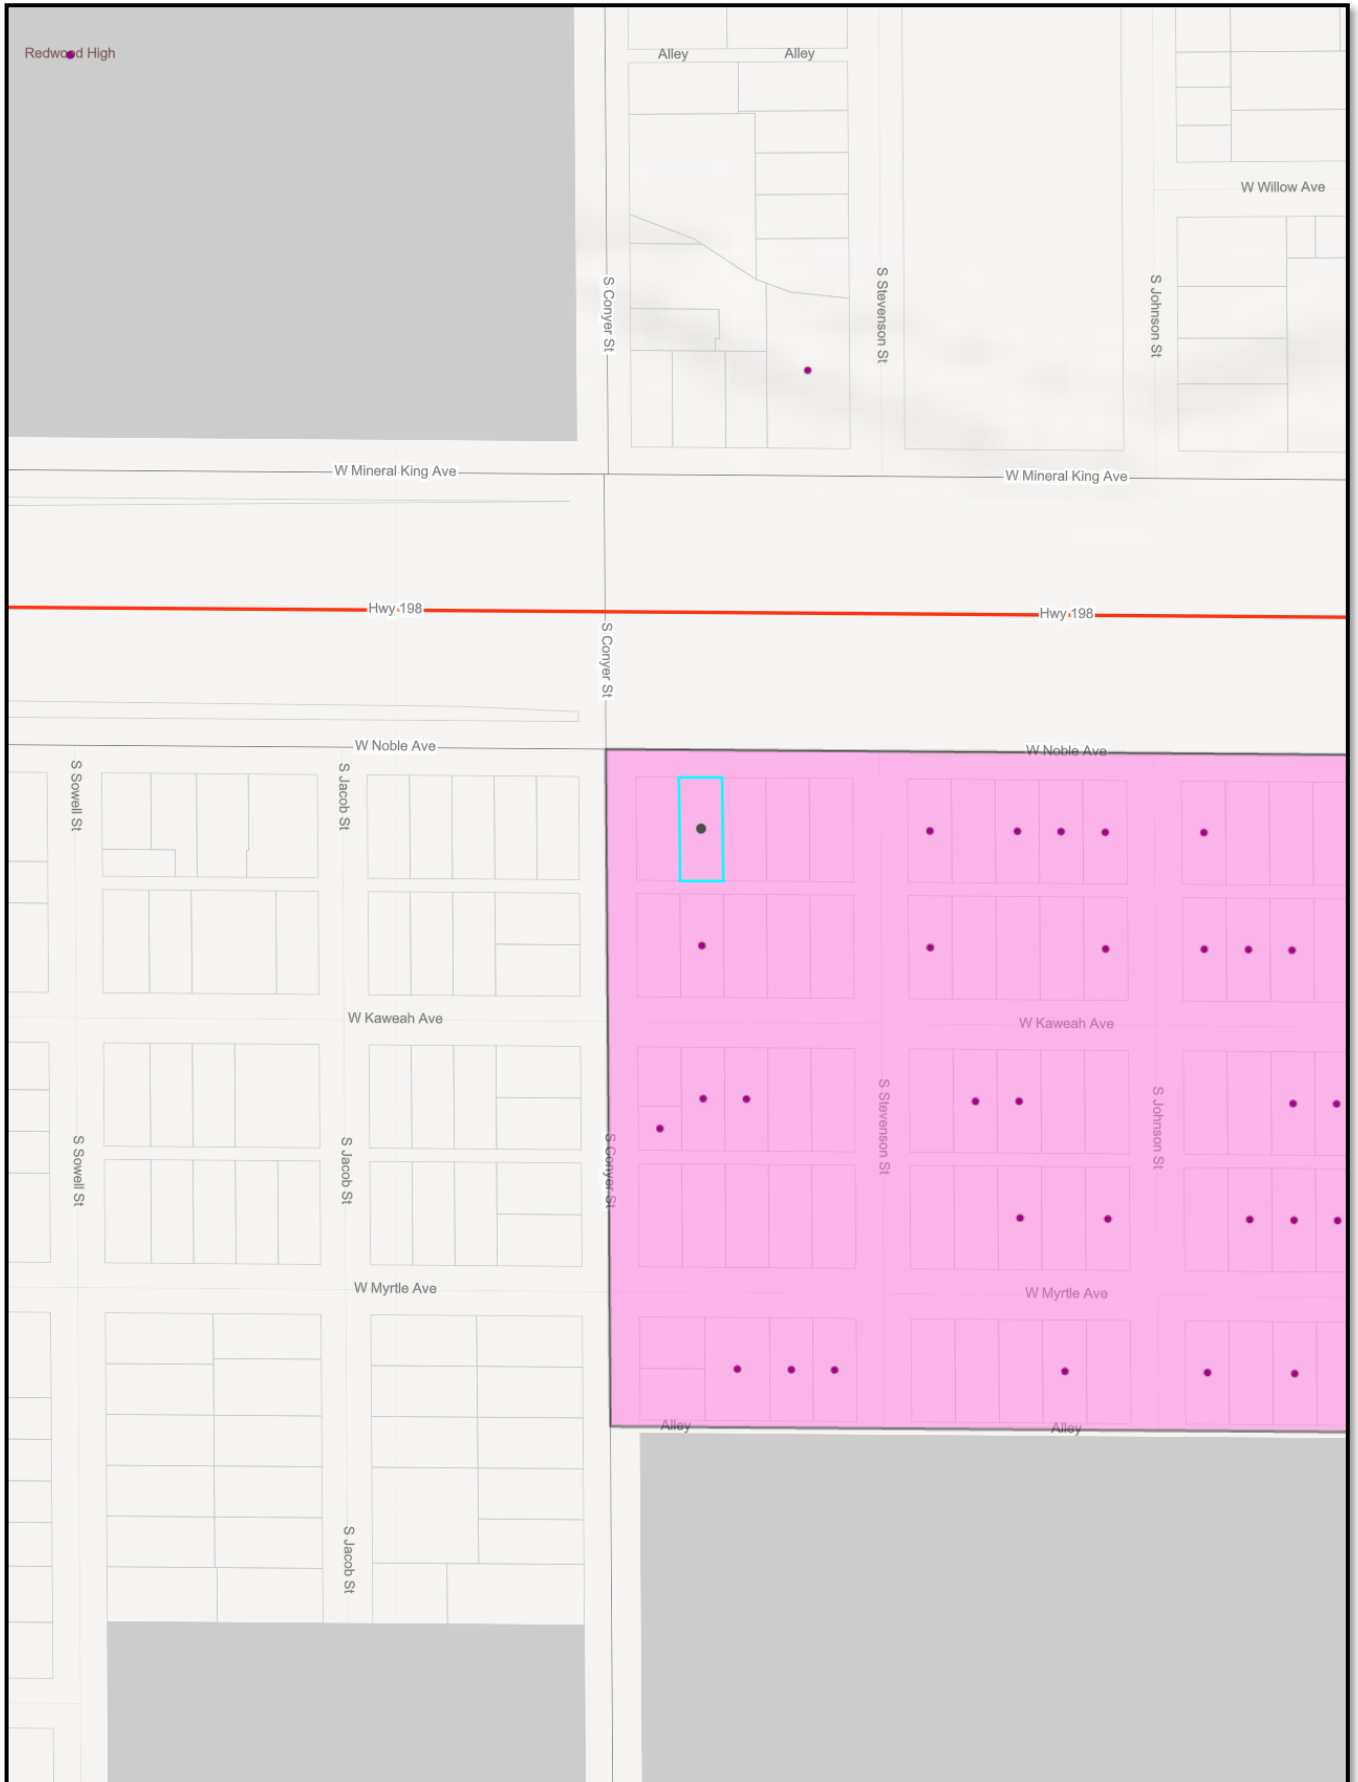 Redwood High
Alley
Alley
W Willow Ave
S Conyer St
S Stevenson St
S Johnson St
W Mineral King Ave
W Mineral King Ave
Hwy 198
Hwy 198
S Conyer St
W Noble Ave
W Noble Ave
S Sowell St
S Jacob St
W Kaweah Ave
W Kaweah Ave
S Stevenson St
S Johnson St
S Sowell St
S Jacob St
S Conyer St
W Myrtle Ave
W Myrtle Ave
Alley
Alley
S Jacob St